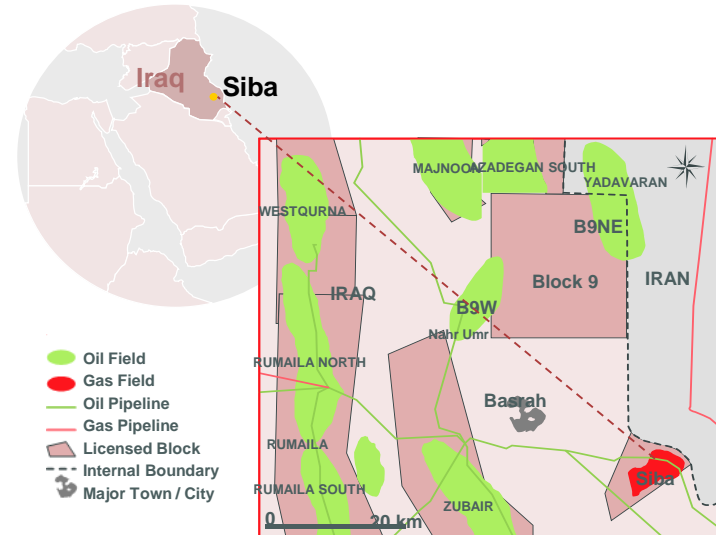 Iraq
Siba
MAJNOON
AZADEGAN SOUTH
YADAVARAN
WESTQURNA
B9NE
Block 9
IRAN
IRAQ
B9W
Nahr Umr
RUMAILA NORTH
Basrah
RUMAILA
Siba
RUMAILA SOUTH
ZUBAIR
0
20 km
Oil Field
Gas Field
Oil Pipeline
Gas Pipeline
Licensed Block
Internal Boundary
Major Town / City